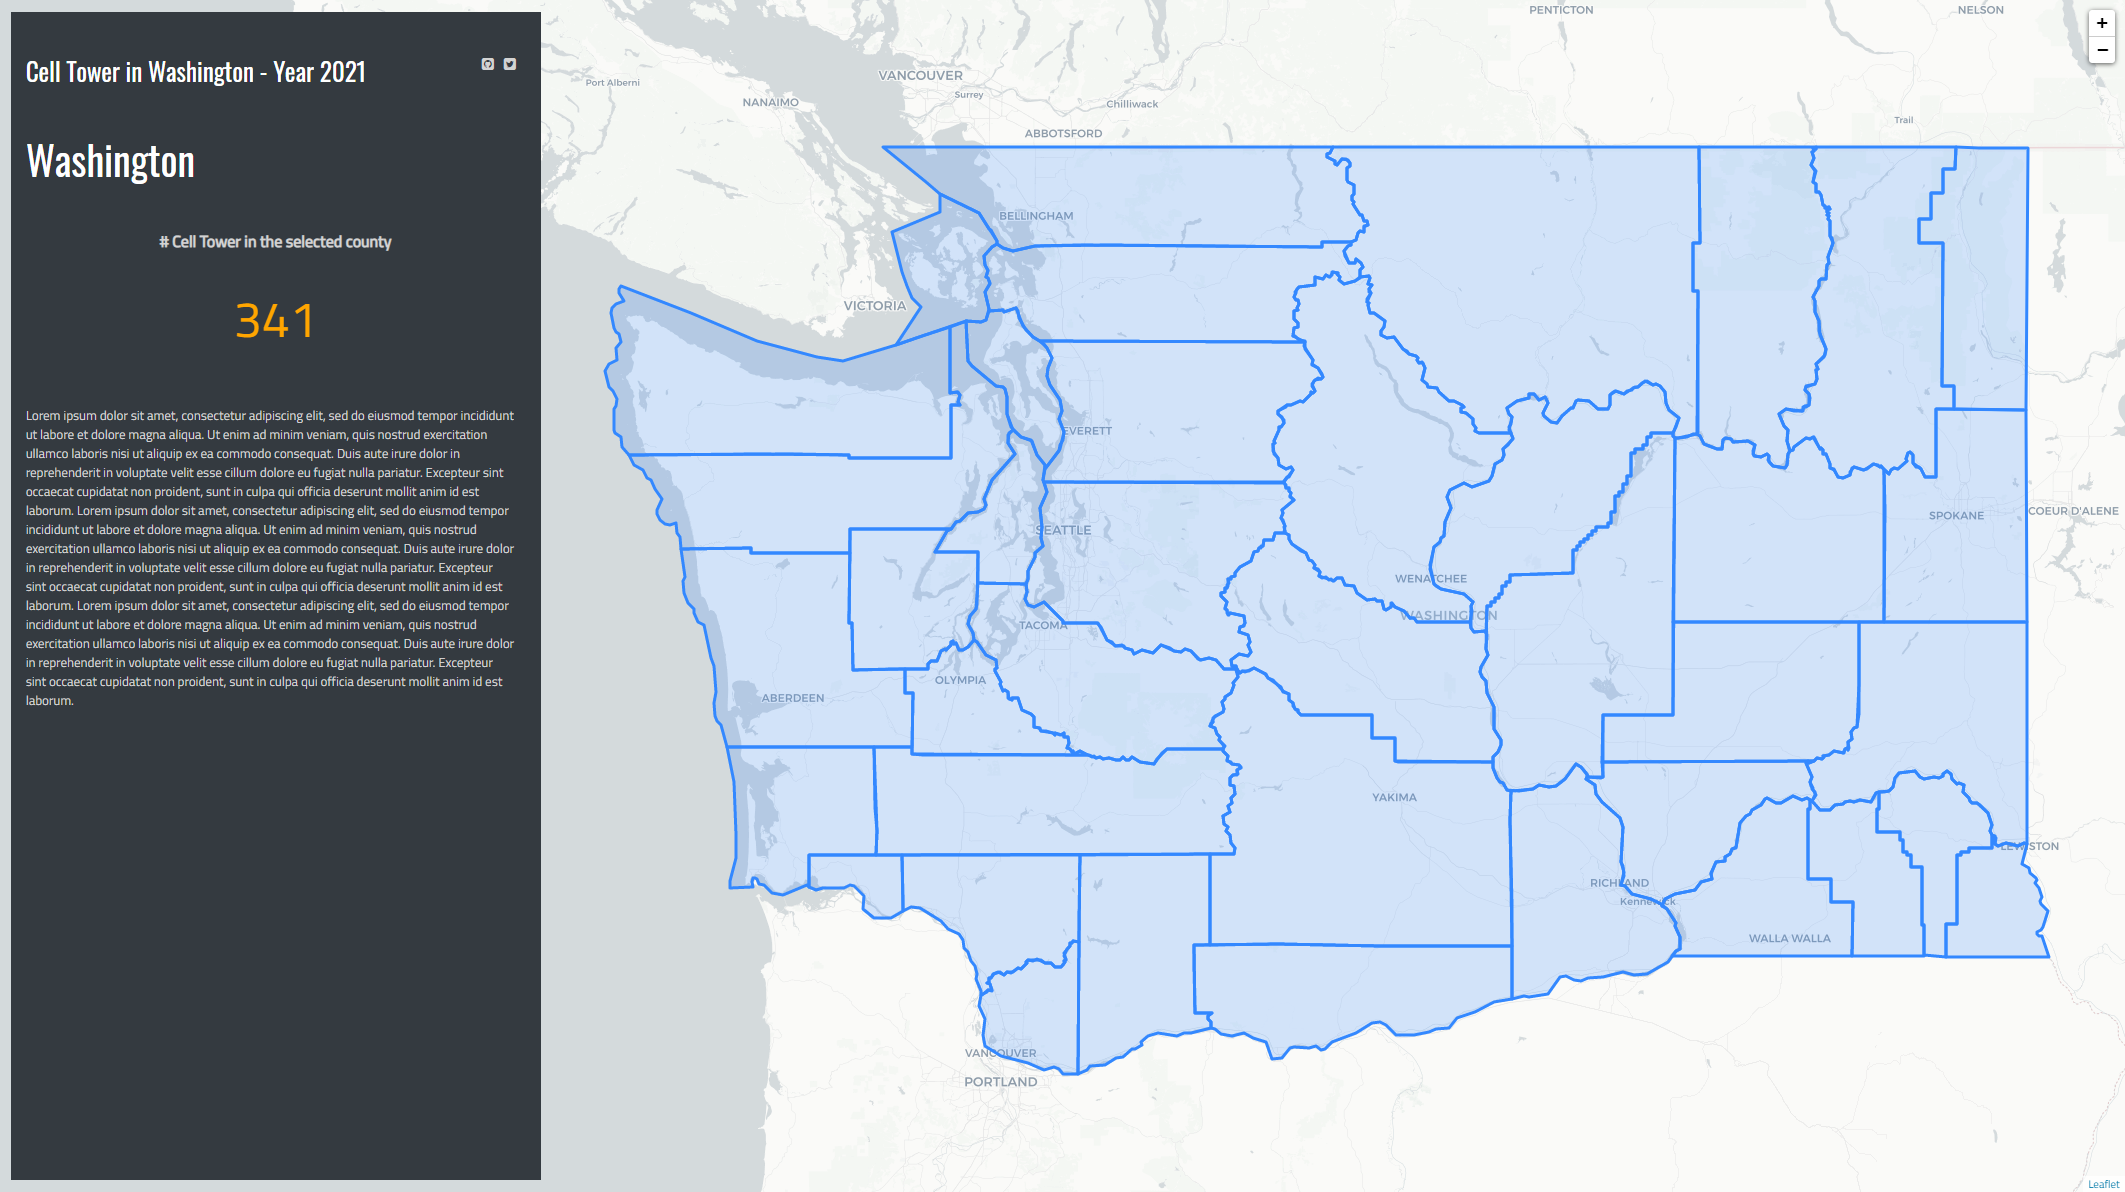 Cell Tower in Washington - Year 2021
Washington
# Cell Tower in the selected county
341
Lorem ipsum dolor sit amet, consectetur adipiscing elit, sed do eiusmod tempor incididunt
ut labore et dolore magna aliqua. Ut enim ad minim veniam, quis nostrud exercitation
ullamco laboris nisi ut aliquip ex ea commodo consequat. Duis aute irure dolor in
reprehenderit in voluptate velit esse cillum dolore eu fugiat nulla pariatur. Excepteur sint
occaecat cupidatat non proident, sunt in culpa qui officia deserunt mollit anim id est
laborum. Lorem ipsum dolor sit amet, consectetur adipiscing elit, sed do eiusmod tempor
incididunt ut labore et dolore magna aliqua. Ut enim ad minim veniam, quis nostrud
exercitation ullamco laboris nisi ut aliquip ex ea commodo consequat. Duis aute irure dolor
in reprehenderit in voluptate velit esse cillum dolore eu fugiat nulla pariatur. Excepteur
sint occaecat cupidatat non proident, sunt in culpa qui officia deserunt mollit anim id est
laborum. Lorem ipsum dolor sit amet, consectetur adipiscing elit, sed do eiusmod tempor
incididunt ut labore et dolore magna aliqua. Ut enim ad minim veniam, quis nostrud
exercitation ullamco laboris nisi ut aliquip ex ea commodo consequat. Duis aute irure dolor
in reprehenderit in voluptate velit esse cillum dolore eu fugiat nulla pariatur. Excepteur
sint occaecat cupidatat non proident, sunt in culpa qui officia deserunt mollit anim id est
laborum.
PENTICTON
NELSON
+
−
VANCOUVER
Port Alberni
Surrey
NANAIMO
Chilliwack
Trail
ABBOTSFORD
BELLINGHAM
VICTORIA
EVERETT
SEATTLE
SPOKANE
COEUR D'ALENE
WENATCHEE
WASHINGTON
TACOMA
OLYMPIA
ABERDEEN
YAKIMA
LEWISTON
RICHLAND
Kennewick
WALLA WALLA
VANCOUVER
PORTLAND
Leaflet